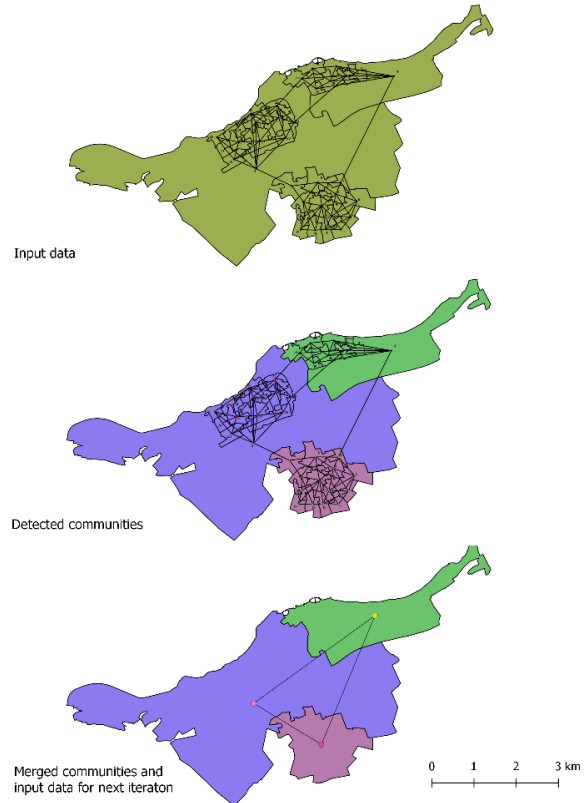 Input data
Detected communities
Merged communities and
input data for next iteraton
0 1 2 3 km